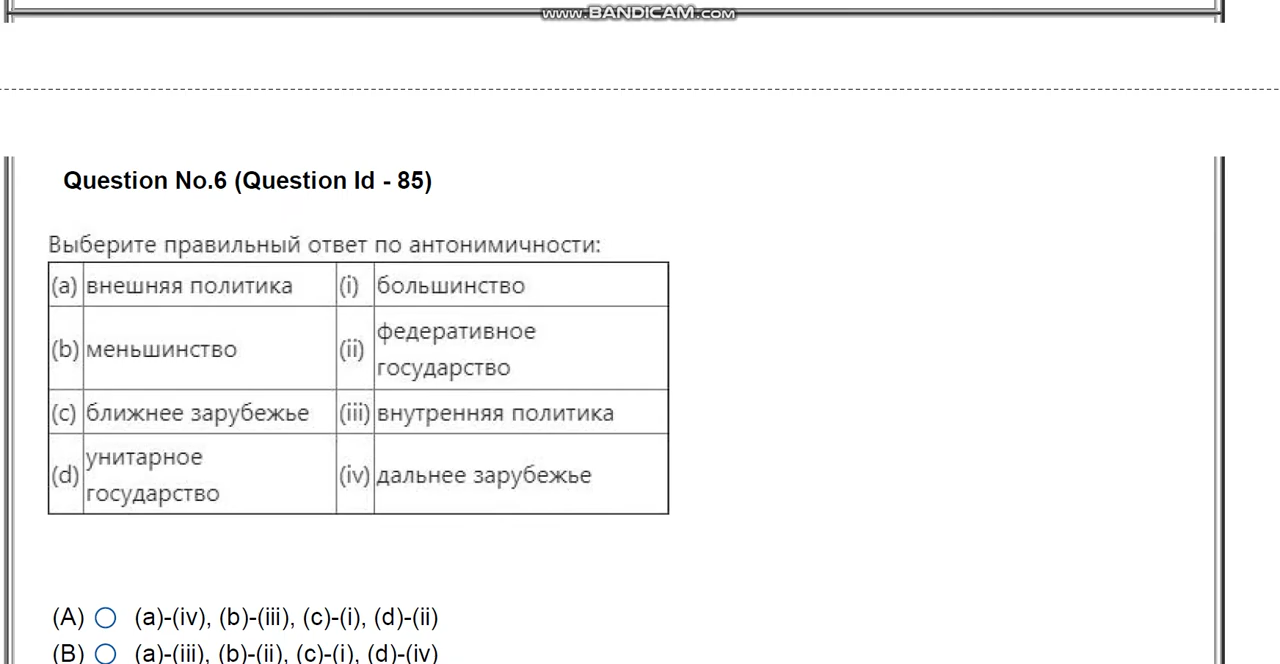 www.BANDICAM.com
Question No.6 (Question Id - 85)
Выберите правильный ответ по антонимичности:
(a) внешняя политика (i) большинство
(b) меньшинство (ii) федеративное государство
(c) ближнее зарубежье (iii) внутренняя политика
(d) унитарное государство (iv) дальнее зарубежье
(A) (a)-(iv), (b)-(iii), (c)-(i), (d)-(ii)
(B) (a)-(iii), (b)-(ii), (c)-(i), (d)-(iv)